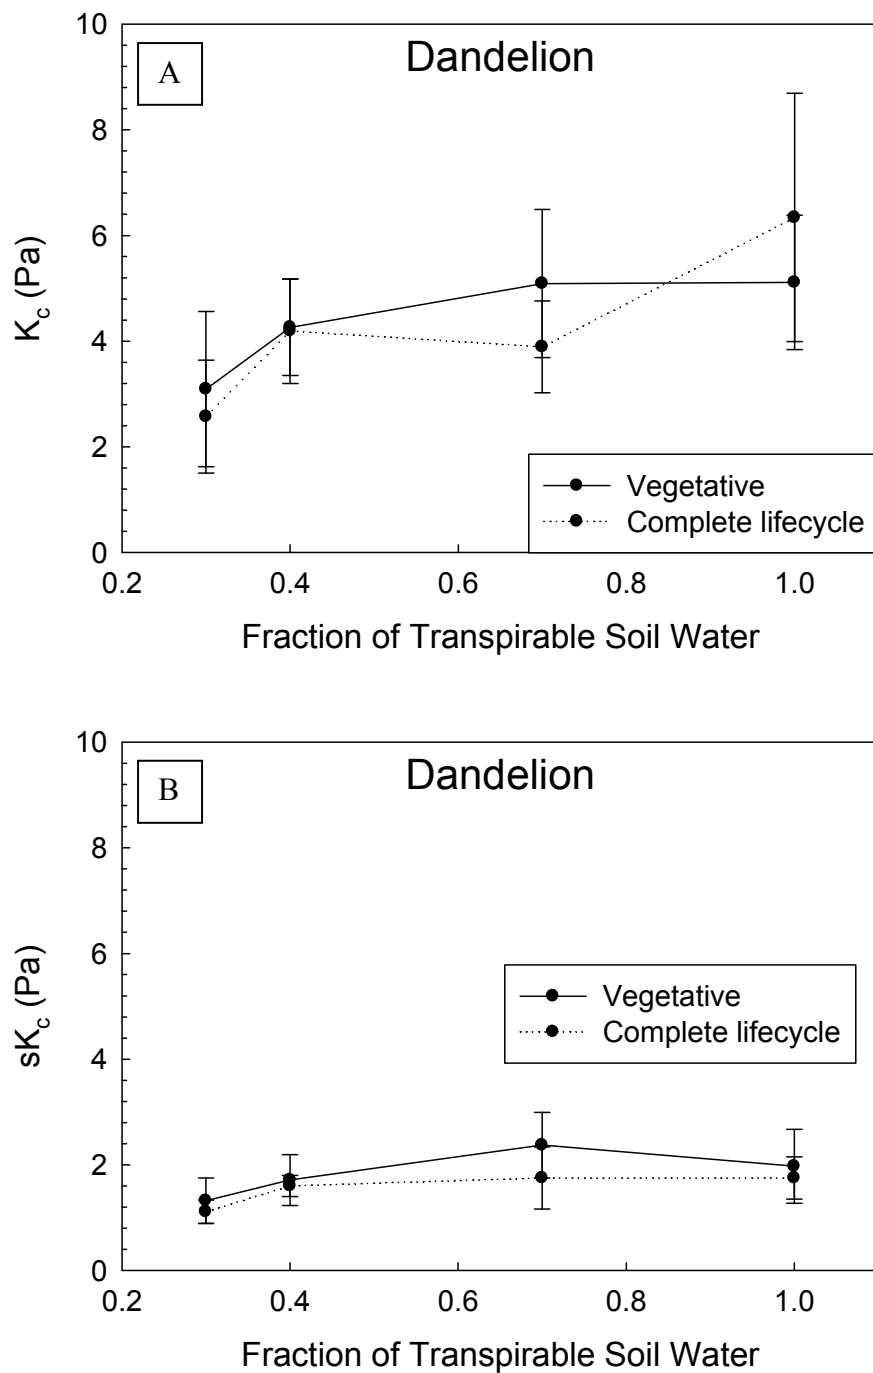 10
A
Dandelion
8
6
K_c (Pa)
4
2
Vegetative
Complete lifecycle
0
0.2 0.4 0.6 0.8 1.0
Fraction of Transpirable Soil Water
10
B
Dandelion
8
6
sK_c (Pa)
Vegetative
Complete lifecycle
4
2
0
0.2 0.4 0.6 0.8 1.0
Fraction of Transpirable Soil Water